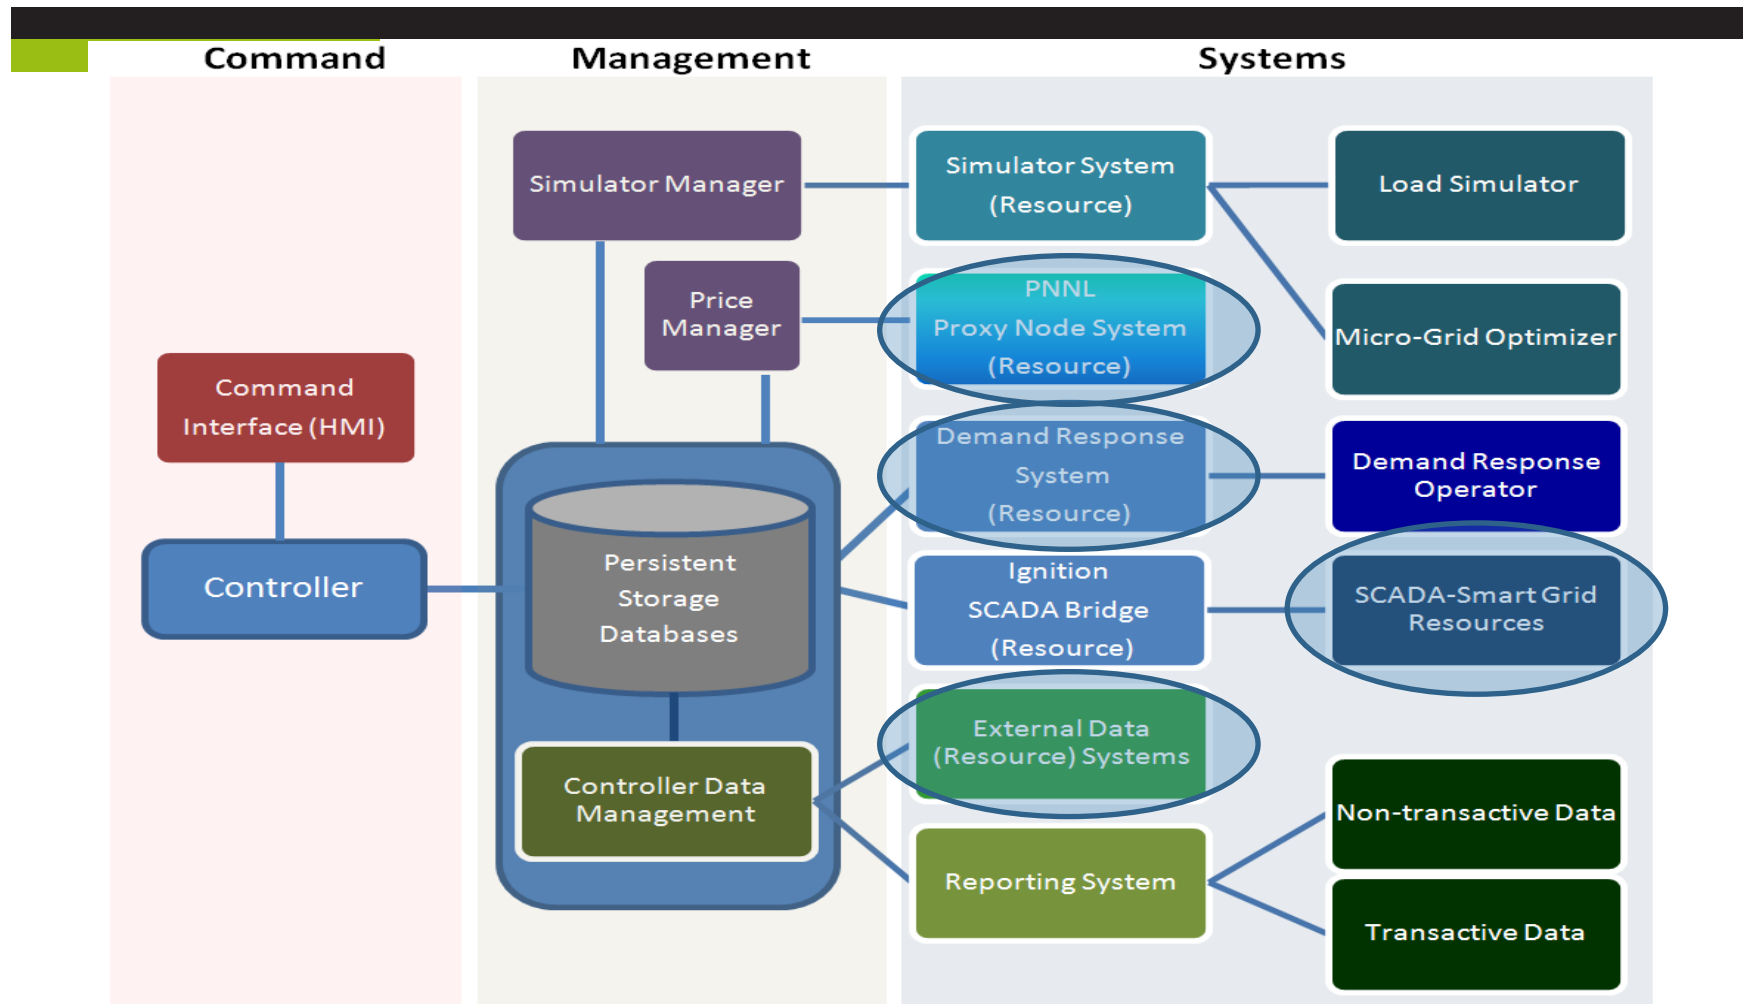 Command
Management
Systems
Simulator Manager
Simulator System
(Resource)
Load Simulator
Price
Manager
PNNL
Proxy Node System
(Resource)
Micro-Grid Optimizer
Command
Interface (HMI)
Demand Response
System
(Resource)
Demand Response
Operator
Controller
Persistent
Storage
Databases
Ignition
SCADA Bridge
(Resource)
SCADA-Smart Grid
Resources
Controller Data
Management
External Data
(Resource) Systems
Non-transactive Data
Reporting System
Transactive Data